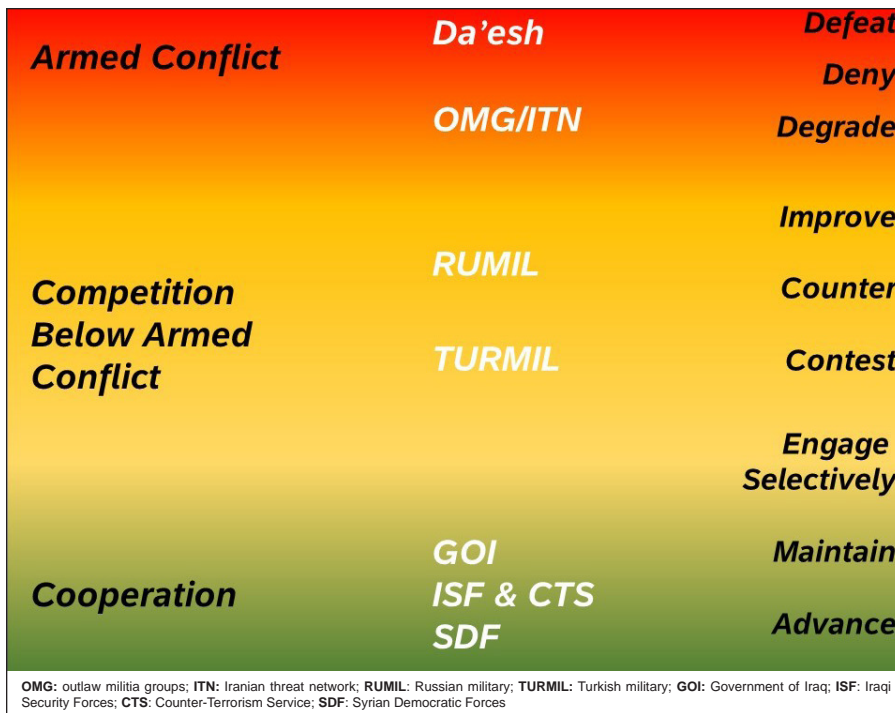 Armed Conflict
Da’esh
OMG/ITN
Defeat
Deny
Degrade
Competition
Below Armed
Conflict
RUMIL
TURMIL
Improve
Counter
Contest
Engage
Selectively
Cooperation
GOI
ISF & CTS
SDF
Maintain
Advance
OMG: outlaw militia groups; ITN: Iranian threat network; RUMIL: Russian military; TURMIL: Turkish military; GOI: Government of Iraq; ISF: Iraqi
Security Forces; CTS: Counter-Terrorism Service; SDF: Syrian Democratic Forces